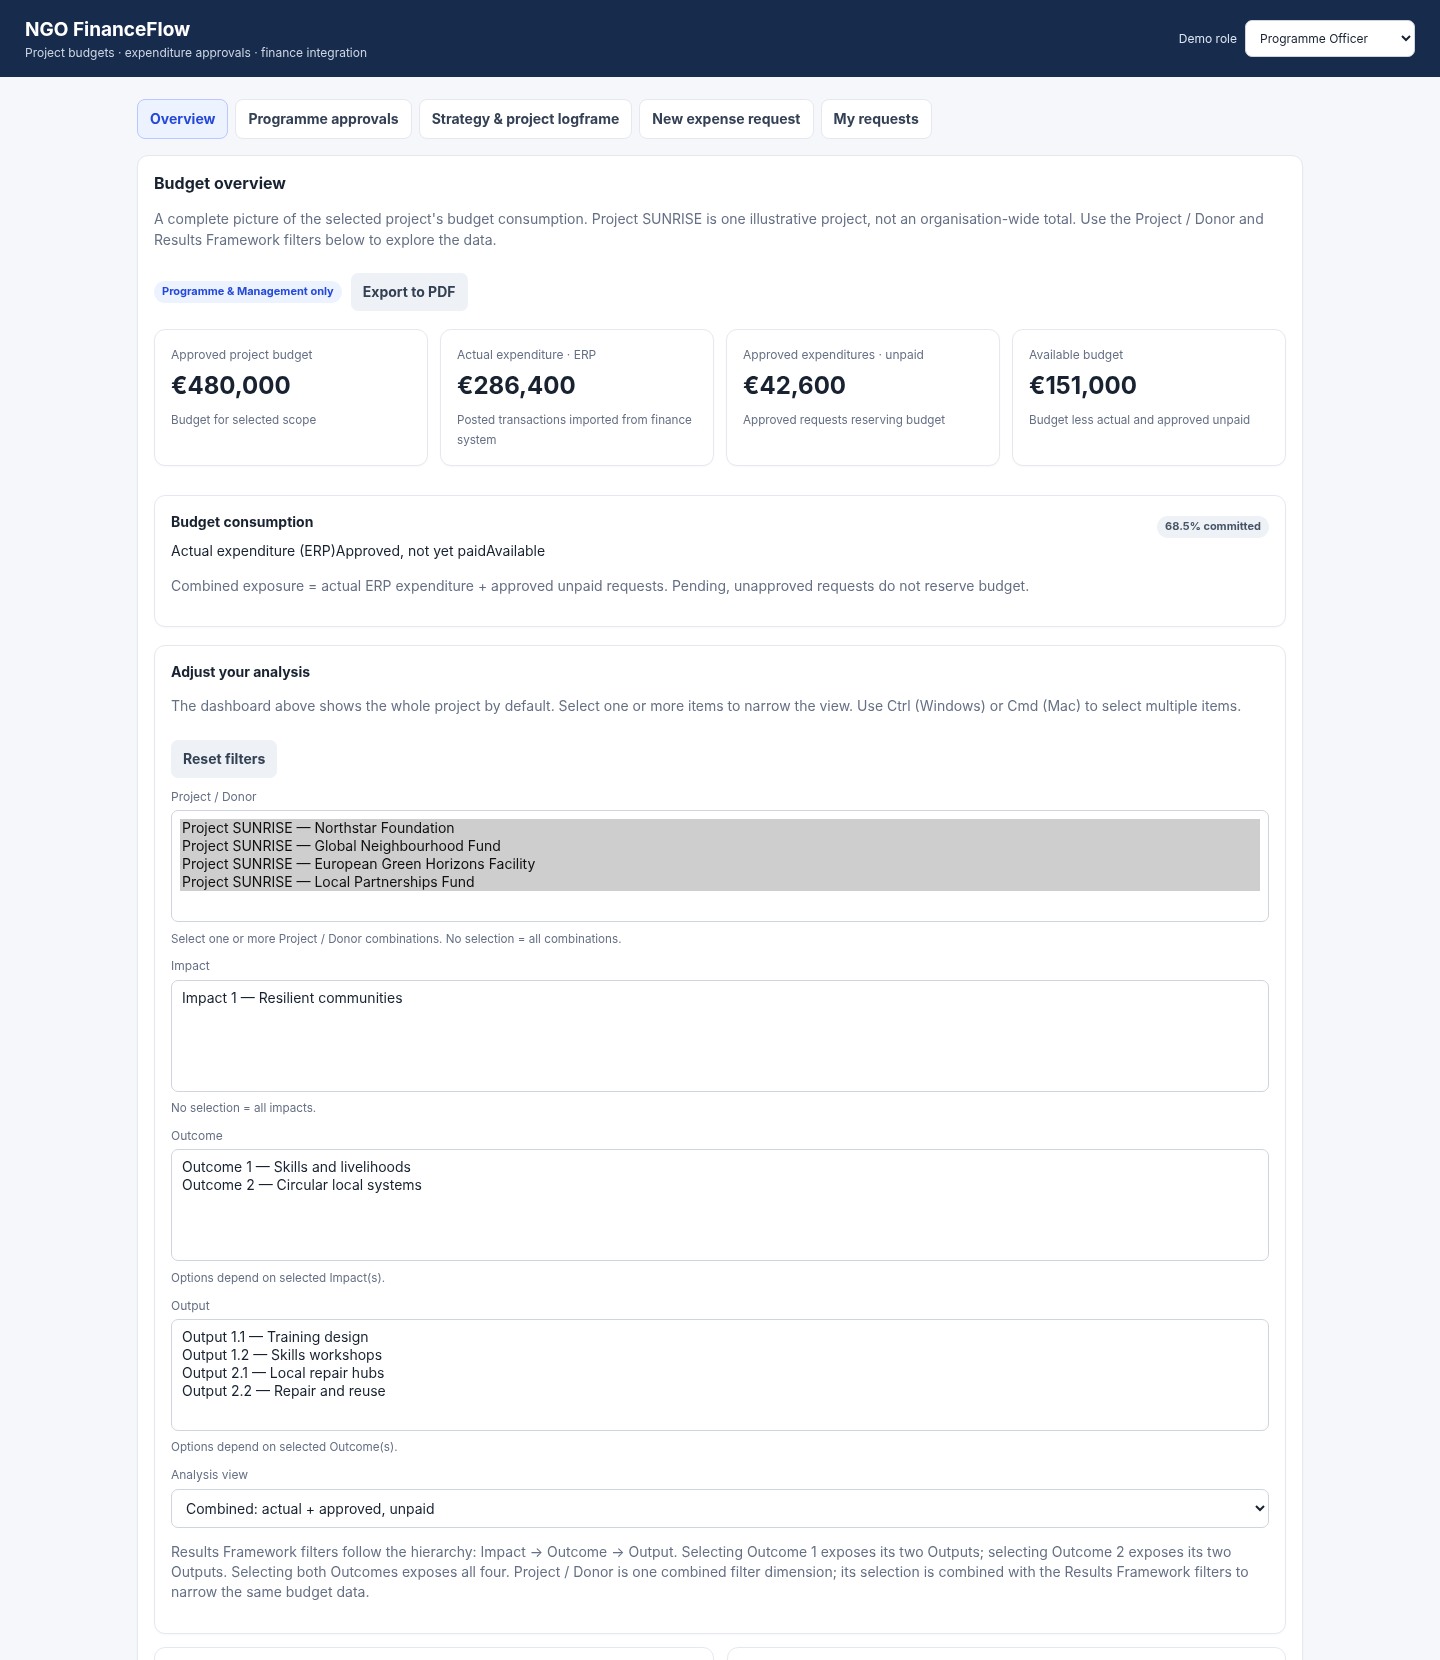 NGO FinanceFlow
Project budgets · expenditure approvals · finance integration
Demo role
Programme Officer
Overview
Programme approvals
Strategy & project logframe
New expense request
My requests
Budget overview
A complete picture of the selected project's budget consumption. Project SUNRISE is one illustrative project, not an organisation-wide total. Use the Project / Donor and
Results Framework filters below to explore the data.
Programme & Management only
Export to PDF
Approved project budget
€480,000
Budget for selected scope
Actual expenditure · ERP
€286,400
Posted transactions imported from finance
system
Approved expenditures · unpaid
€42,600
Approved requests reserving budget
Available budget
€151,000
Budget less actual and approved unpaid
Budget consumption
68.5% committed
Actual expenditure (ERP)Approved, not yet paidAvailable
Combined exposure = actual ERP expenditure + approved unpaid requests. Pending, unapproved requests do not reserve budget.
Adjust your analysis
The dashboard above shows the whole project by default. Select one or more items to narrow the view. Use Ctrl (Windows) or Cmd (Mac) to select multiple items.
Reset filters
Project / Donor
Project SUNRISE — Northstar Foundation
Project SUNRISE — Global Neighbourhood Fund
Project SUNRISE — European Green Horizons Facility
Project SUNRISE — Local Partnerships Fund
Select one or more Project / Donor combinations. No selection = all combinations.
Impact
Impact 1 — Resilient communities
No selection = all impacts.
Outcome
Outcome 1 — Skills and livelihoods
Outcome 2 — Circular local systems
Options depend on selected Impact(s).
Output
Output 1.1 — Training design
Output 1.2 — Skills workshops
Output 2.1 — Local repair hubs
Output 2.2 — Repair and reuse
Options depend on selected Outcome(s).
Analysis view
Combined: actual + approved, unpaid
Results Framework filters follow the hierarchy: Impact → Outcome → Output. Selecting Outcome 1 exposes its two Outputs; selecting Outcome 2 exposes its two
Outputs. Selecting both Outcomes exposes all four. Project / Donor is one combined filter dimension; its selection is combined with the Results Framework filters to
narrow the same budget data.